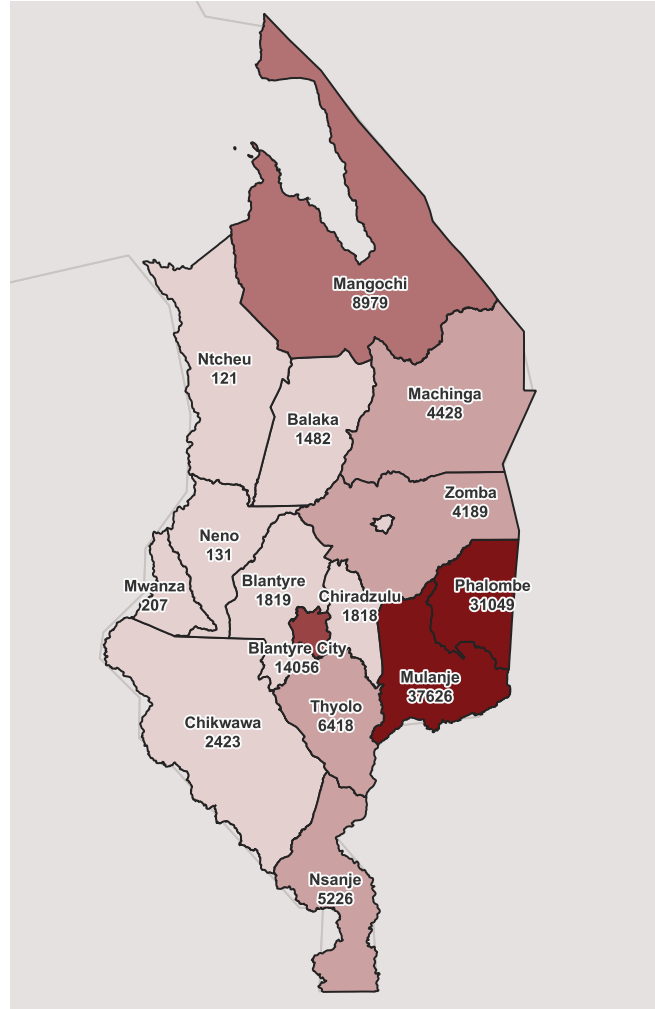 Mangochi
8979
Ntcheu
121
Machinga
4428
Balaka
1482
Zomba
4189
Neno
131
Mwanza
207
Blantyre
1819
Chiradzulu
1818
Phalombe
31049
Blantyre City
14056
Mulanje
37626
Thyolo
6418
Chikwawa
2423
Nsanje
5226